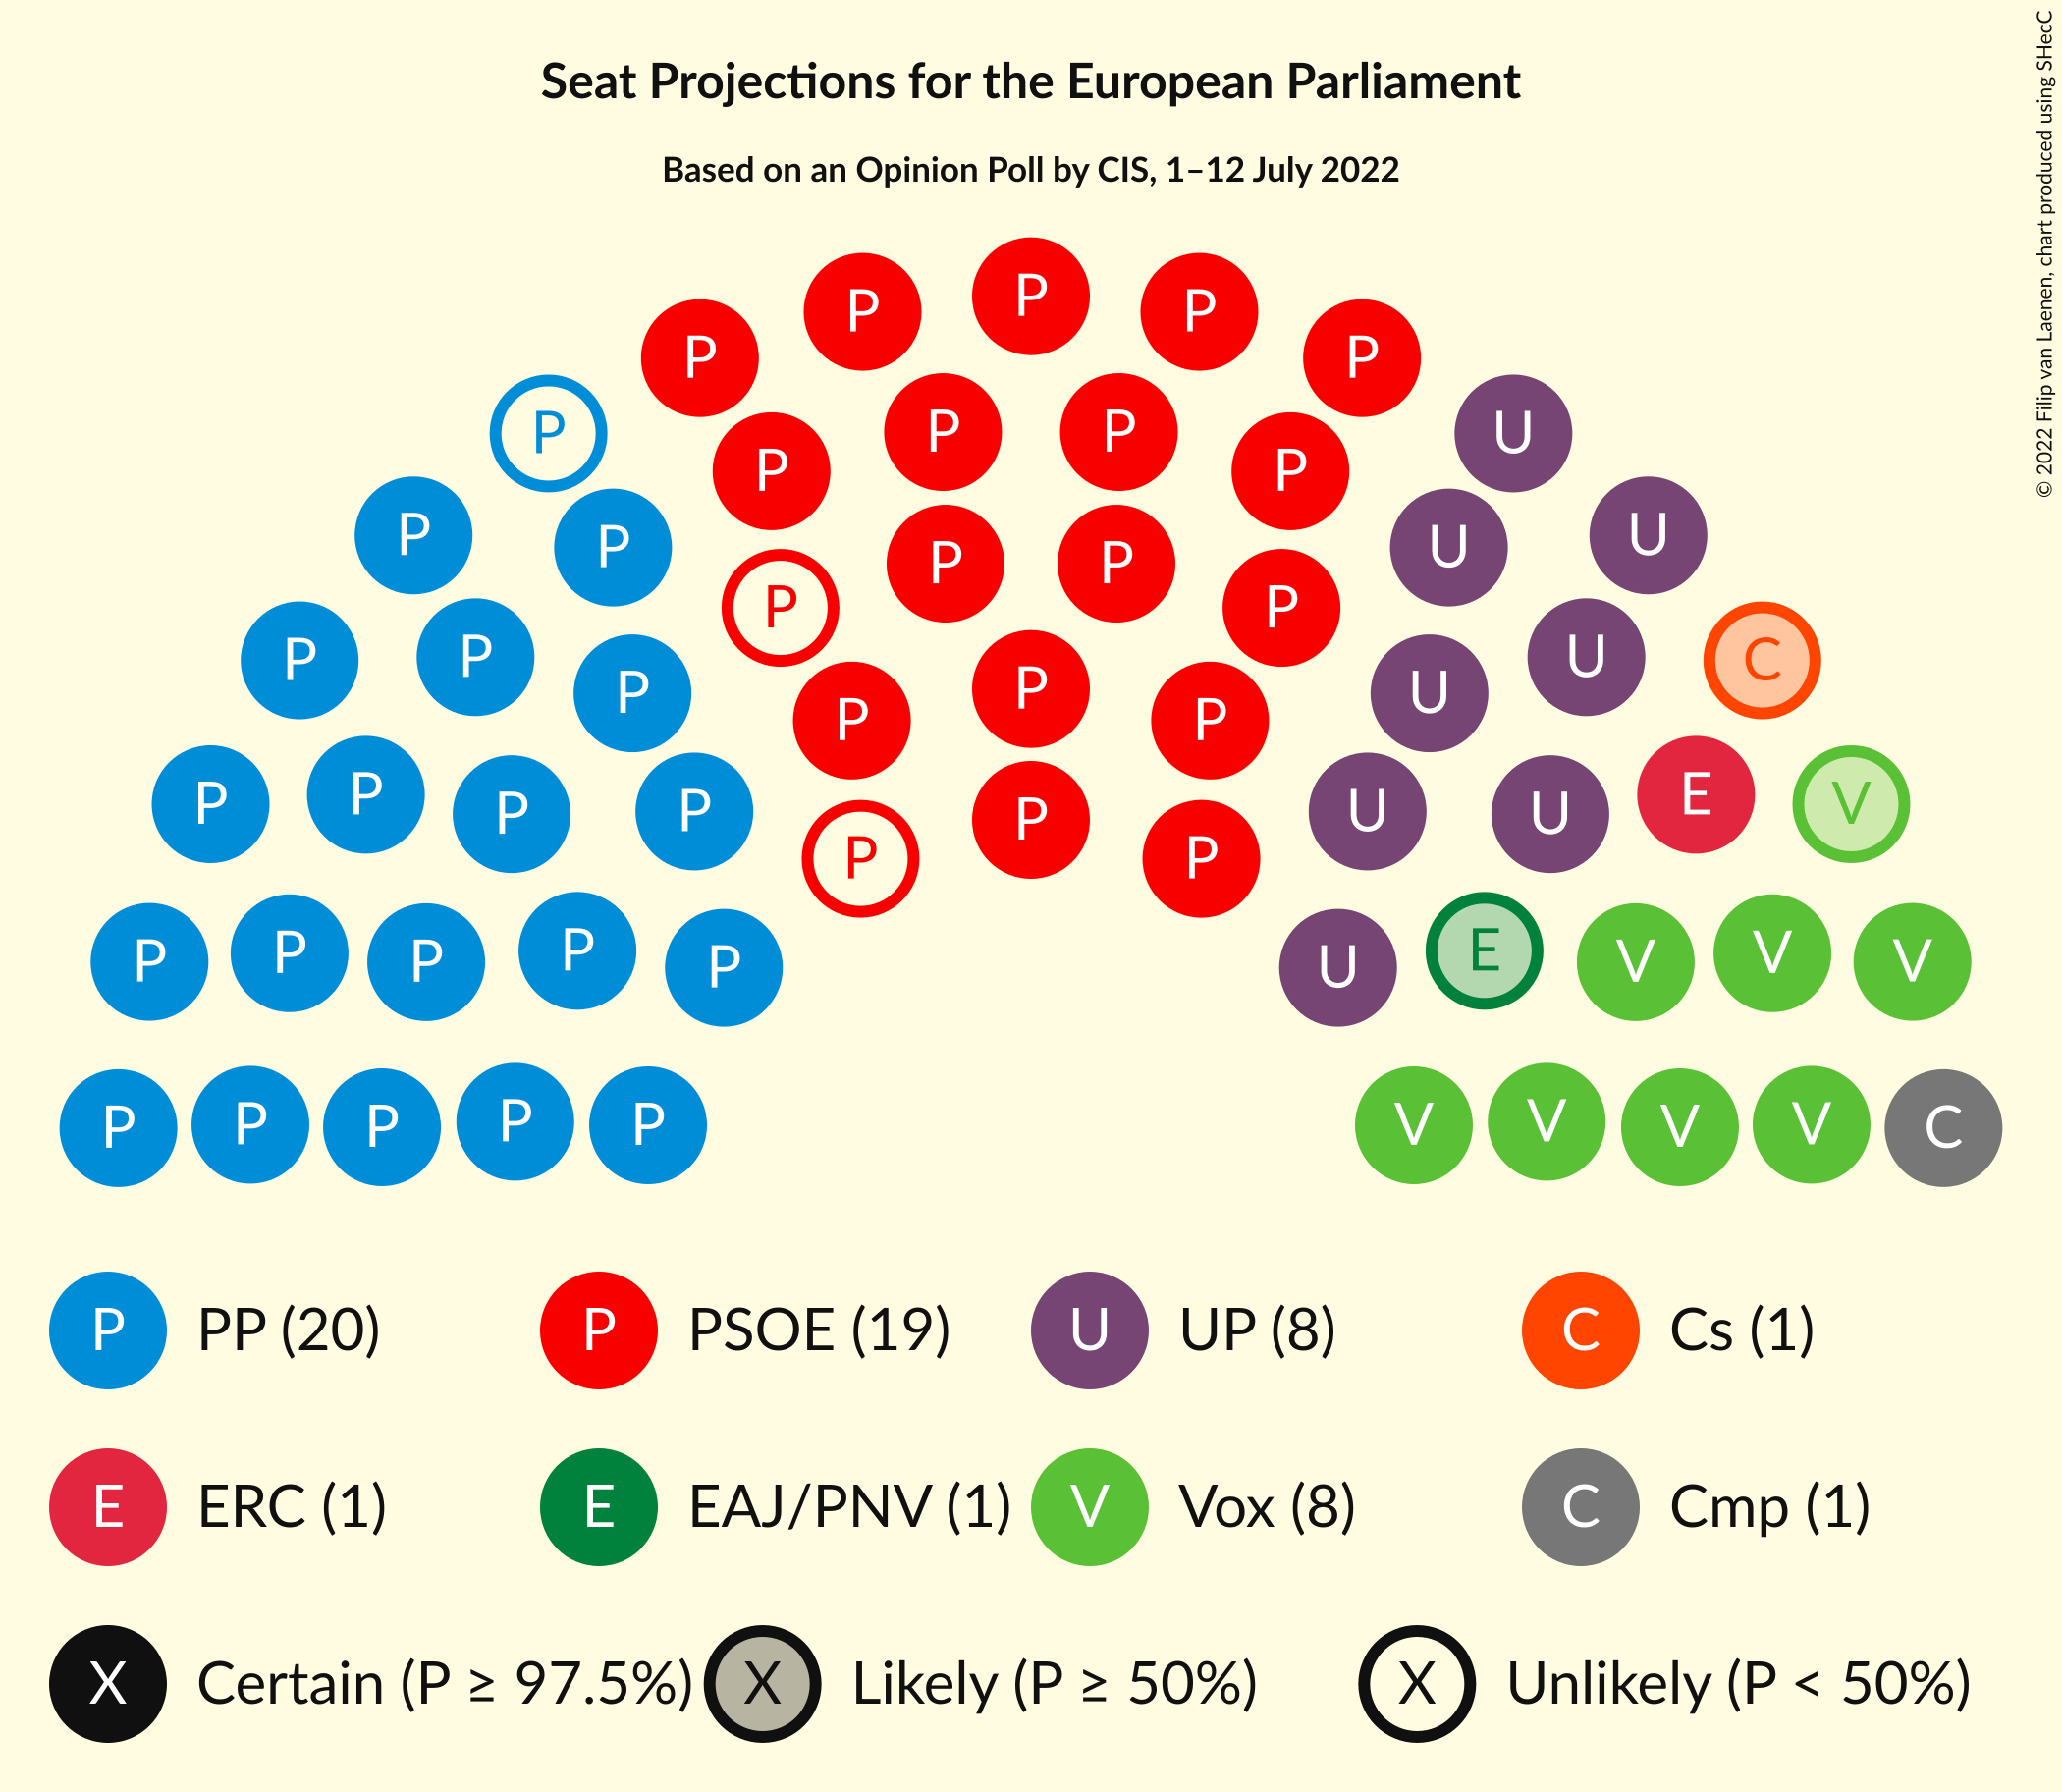 Seat Projections for the European Parliament
Based on an Opinion Poll by CIS, 1–12 July 2022
© 2022 Filip van Laenen, chart produced using SHecC
P
P P
P P
P P
P P P P
P U
P P
P P
P U
P P P P
P U U
P P U U C
P
P P
P U
P P E
P V
P P U U
P P
P
P P E V
P P V V
P P U
P P P P P V V V V C
P PP (20) P PSOE (19) U UP (8) C Cs (1)
E ERC (1) E EAJ/PNV (1) V Vox (8) C Cmp (1)
X Certain (P ≥ 97.5%) X Likely (P ≥ 50%) X Unlikely (P < 50%)